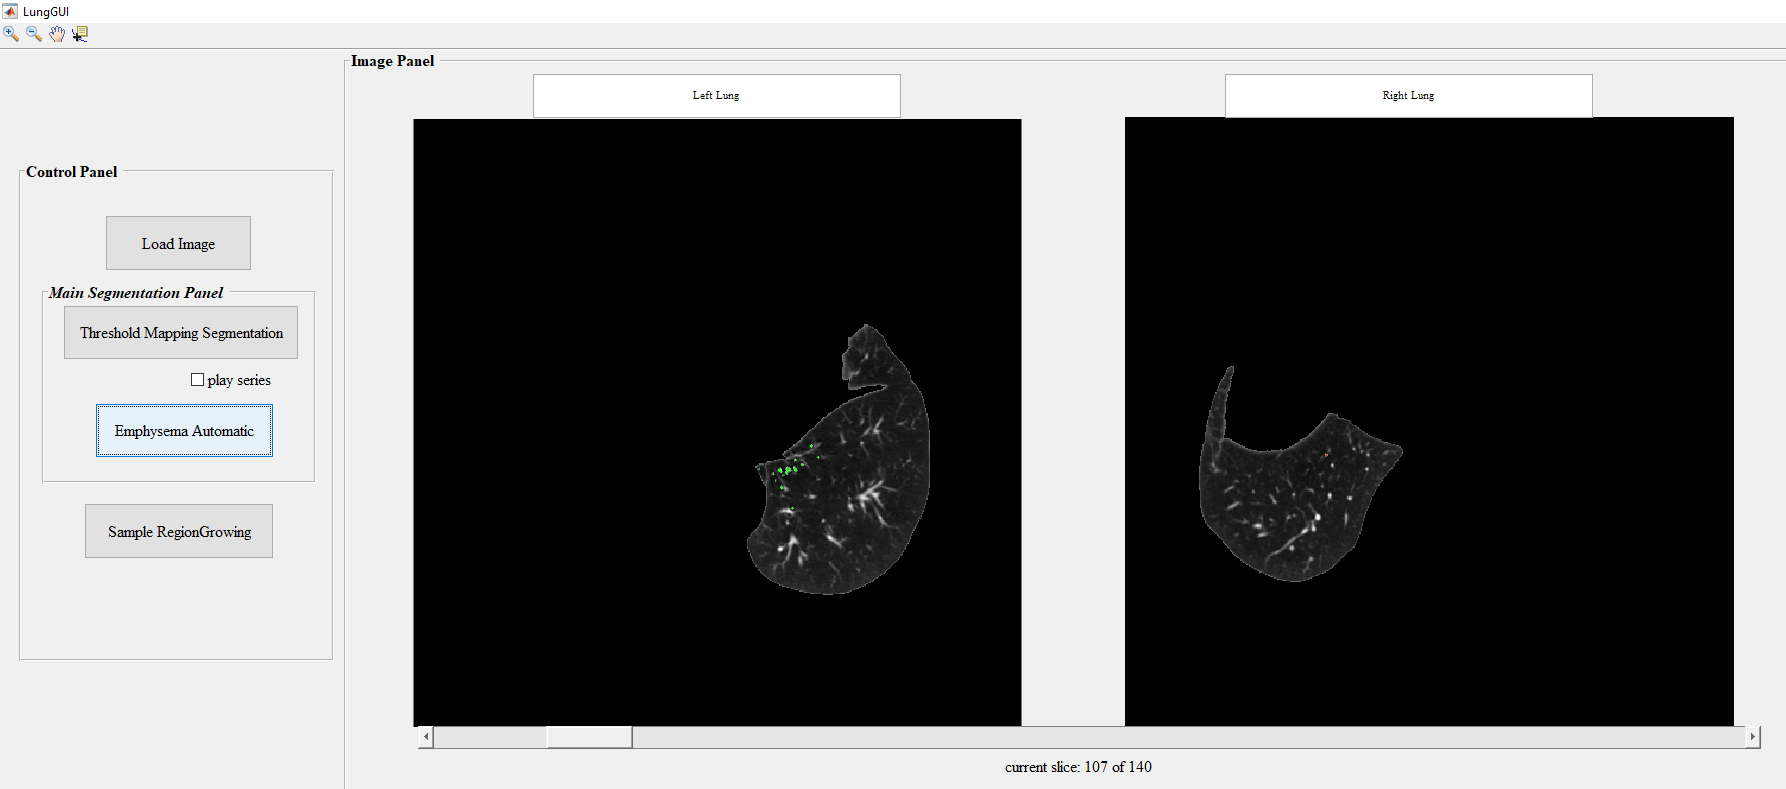 LungGUI
Image Panel
Left Lung
Right Lung
Control Panel
Load Image
Main Segmentation Panel
Threshold Mapping Segmentation
play series
Emphysema Automatic
Sample RegionGrowing
current slice: 107 of 140